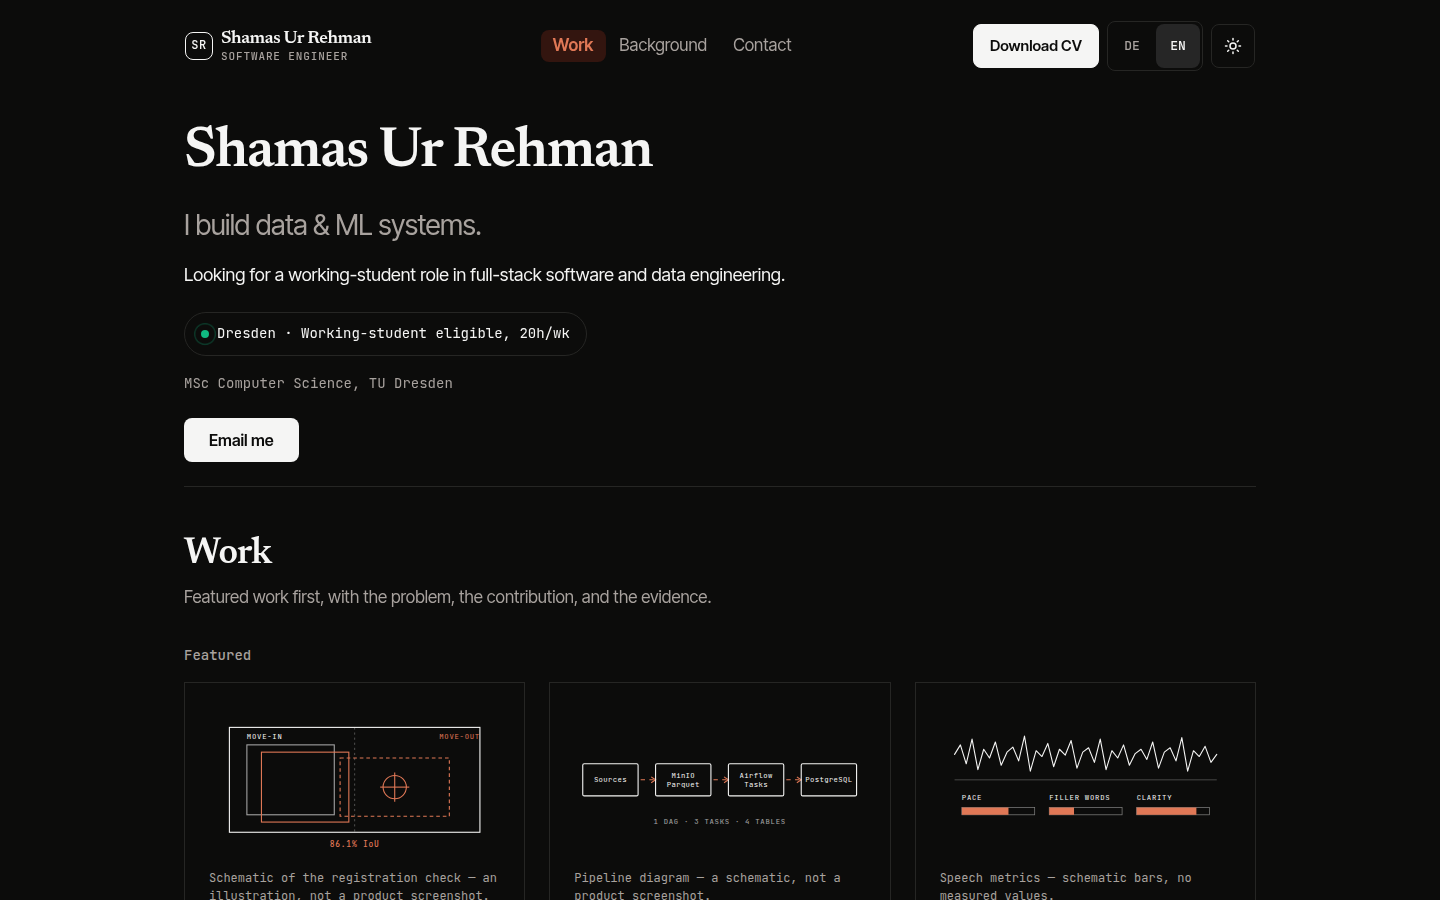 SR
Shamas Ur Rehman
SOFTWARE ENGINEER
Work
Background
Contact
Download CV
DE
EN
Shamas Ur Rehman
I build data & ML systems.
Looking for a working-student role in full-stack software and data engineering.
Dresden · Working-student eligible, 20h/wk
MSc Computer Science, TU Dresden
Email me
Work
Featured work first, with the problem, the contribution, and the evidence.
Featured
MOVE-IN
MOVE-OUT
86.1% IoU
Schematic of the registration check — an
illustration, not a product screenshot.
Sources
MinIO
Parquet
Airflow
Tasks
PostgreSQL
1 DAG · 3 TASKS · 4 TABLES
Pipeline diagram — a schematic, not a
product screenshot.
PACE
FILLER WORDS
CLARITY
Speech metrics — schematic bars, no
measured values.